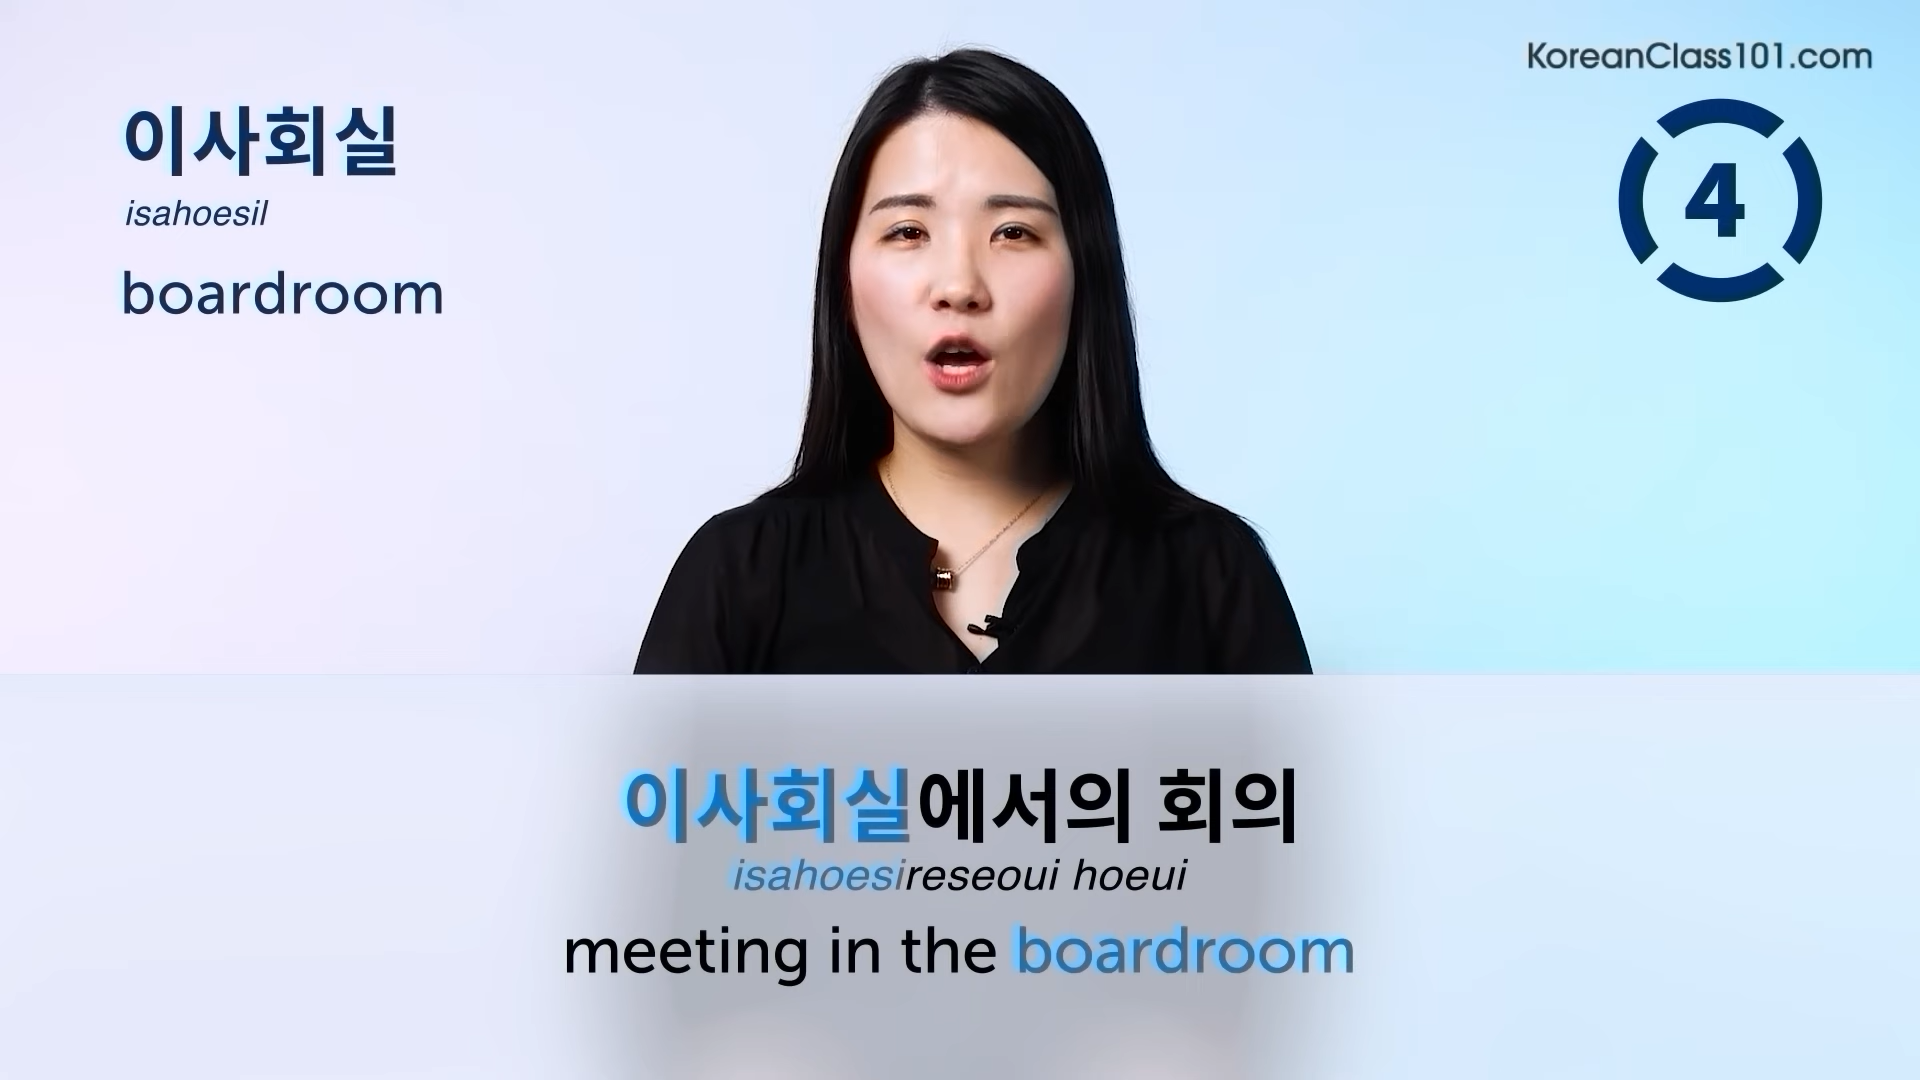 KoreanClass101.com
이사회실
isahoesil
boardroom
4
이사회실에서의 회의
isahoesireseoui hoeui
meeting in the boardroom